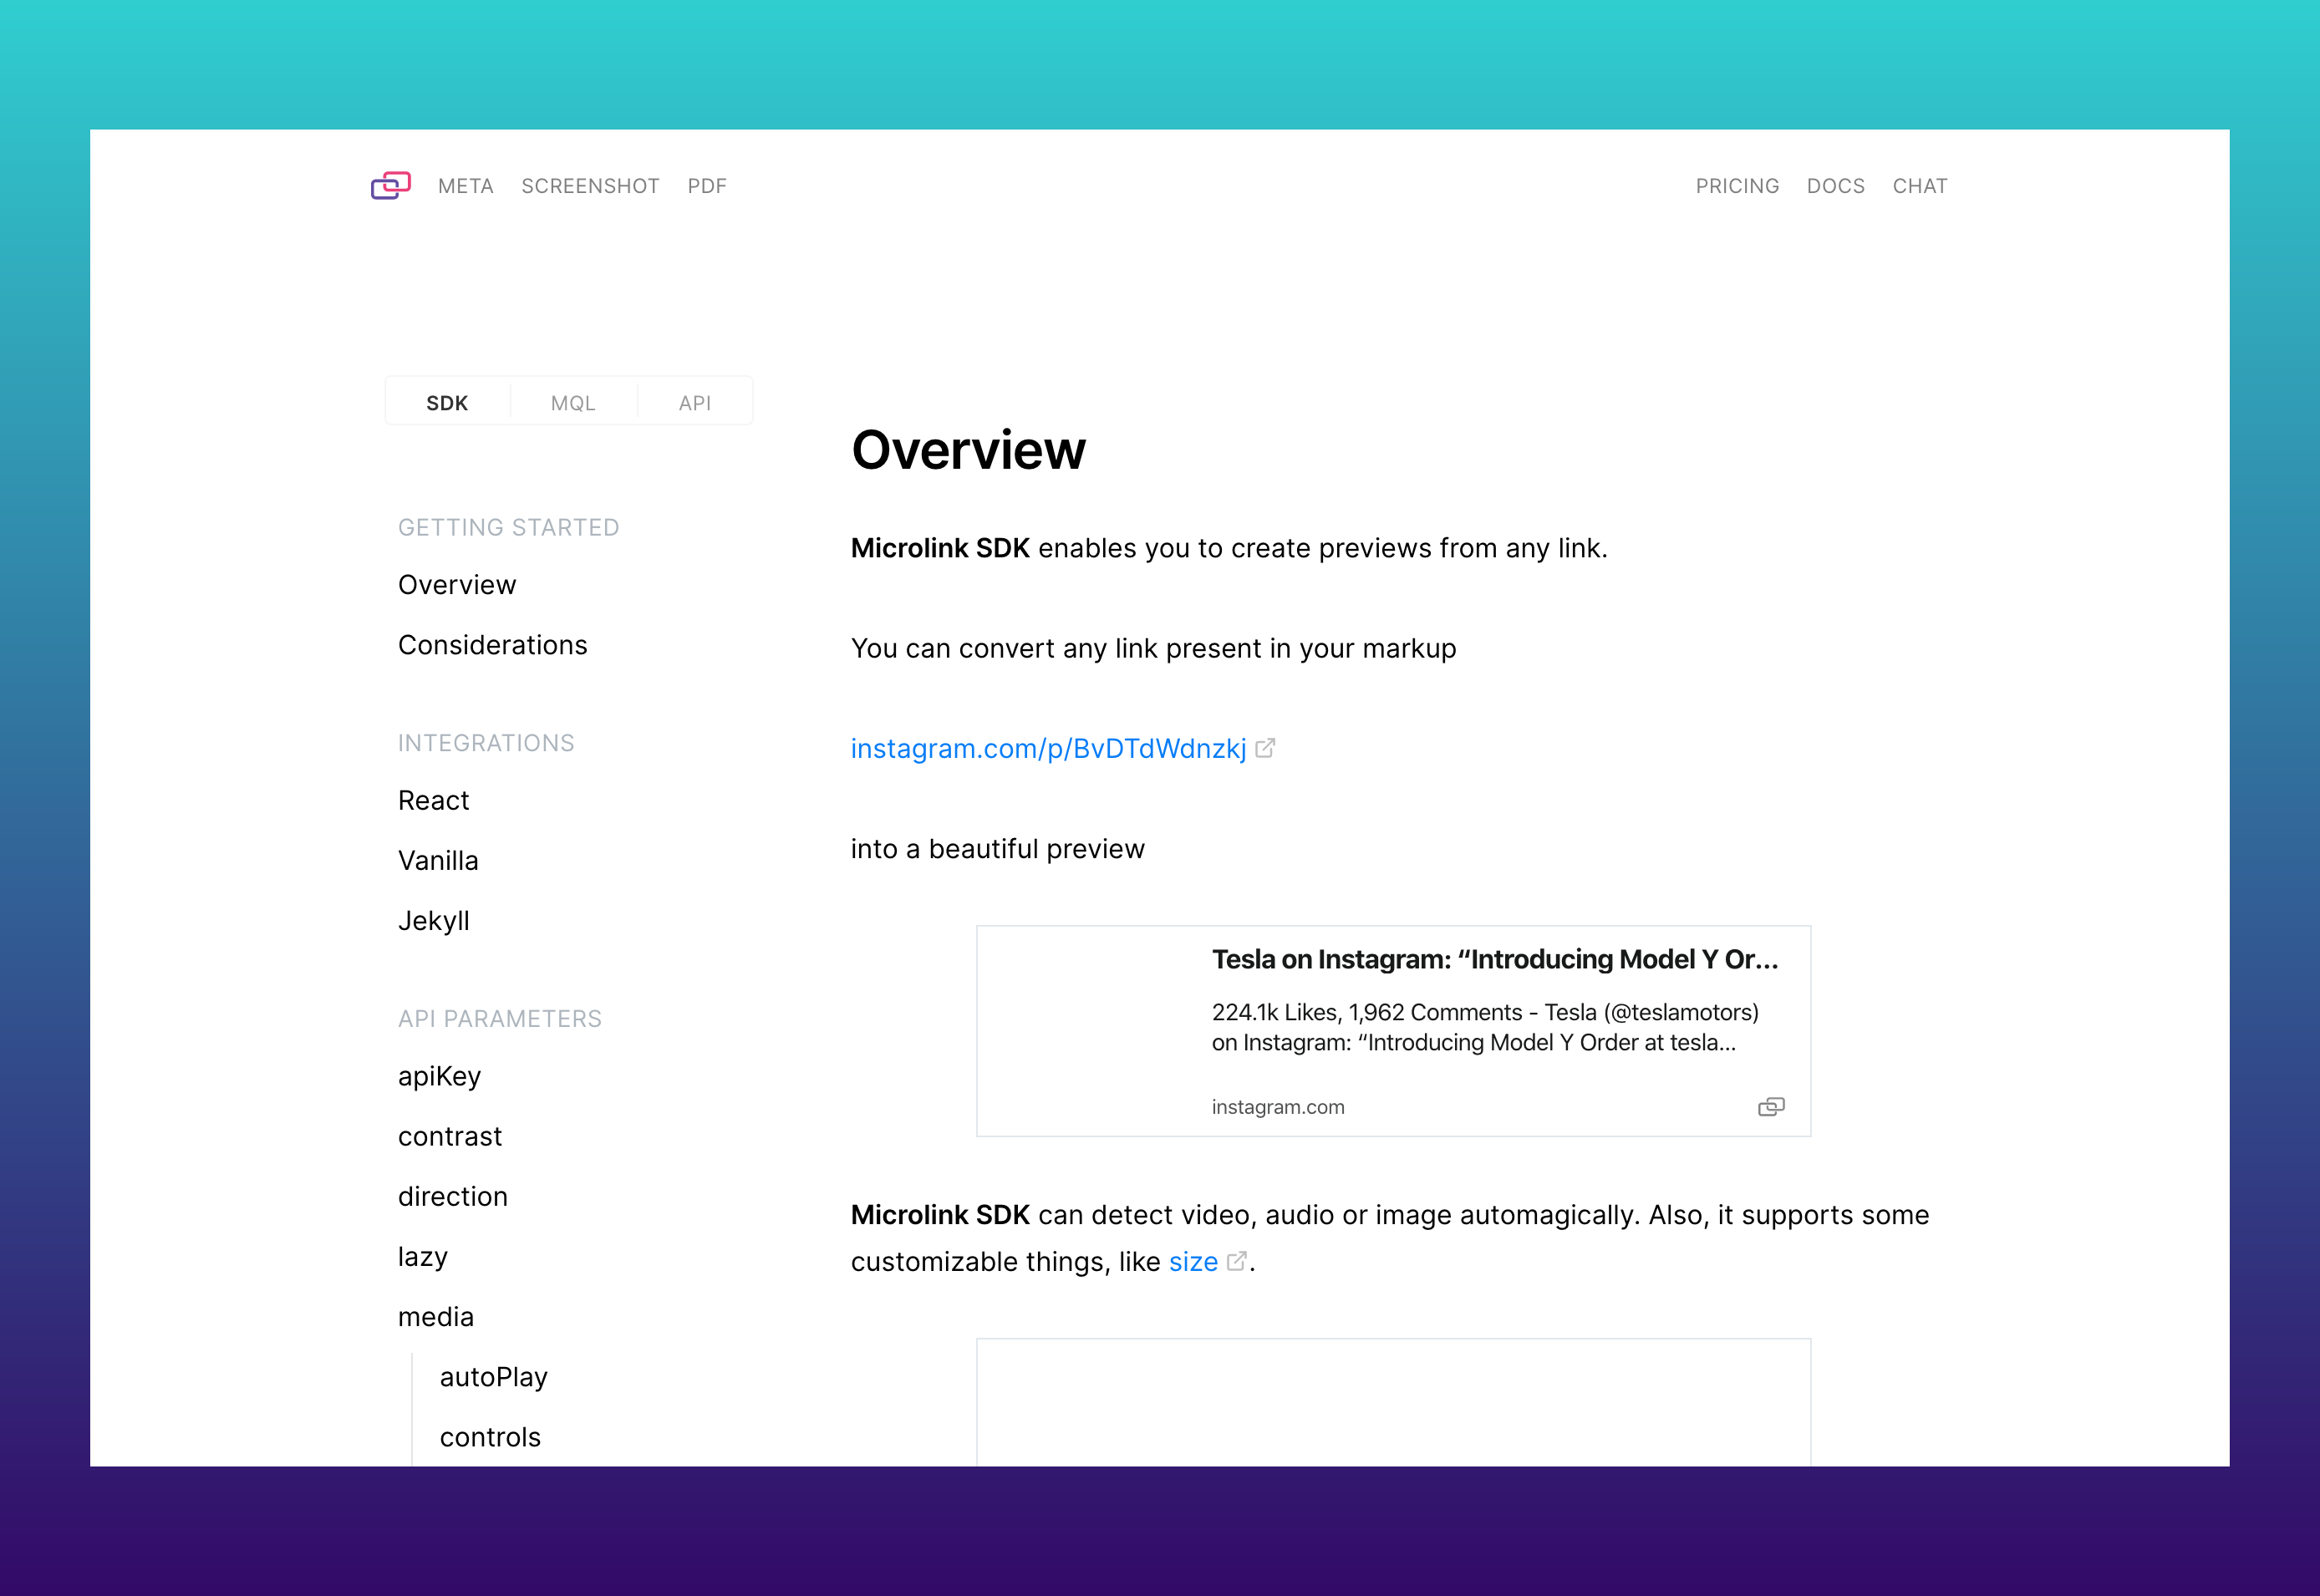 META SCREENSHOT PDF PRICING DOCS CHAT
SDK MQL API
GETTING STARTED
Overview
Considerations
INTEGRATIONS
React
Vanilla
Jekyll
API PARAMETERS
apiKey
contrast
direction
lazy
media
autoPlay
controls
Overview
Microlink SDK enables you to create previews from any link.
You can convert any link present in your markup
instagram.com/p/BvDTdWdnzkj
into a beautiful preview
Tesla on Instagram: “Introducing Model Y Or...
224.1k Likes, 1,962 Comments - Tesla (@teslamotors)
on Instagram: “Introducing Model Y Order at tesla...
instagram.com
Microlink SDK can detect video, audio or image automagically. Also, it supports some
customizable things, like size.